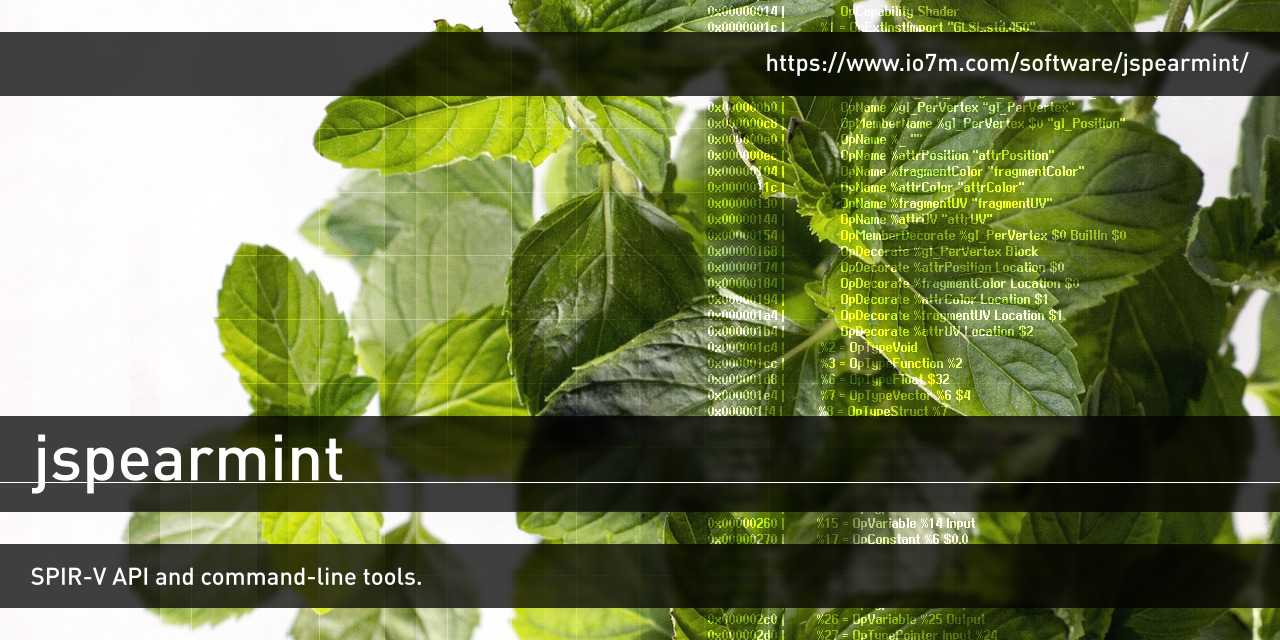 0x00000014| OpCapability Shader
0x0000001c| %1 = OpExtInstImport "GLSL.std.450"
https://www.io7m.com/software/jspearmint/
0x000000b0| OpName %gl_PerVertex "gl_PerVertex"
0x000000c8| OpMemberName %gl_PerVertex $0 "gl_Position"
0x000000e0| OpName %_ ""
0x000000ec| OpName %attrPosition "attrPosition"
0x00000104| OpName %fragmentColor "fragmentColor"
0x0000011c| OpName %attrColor "attrColor"
0x00000130| OpName %fragmentUV "fragmentUV"
0x00000144| OpName %attrUV "attrUV"
0x00000154| OpMemberDecorate %gl_PerVertex $0 BuiltIn $0
0x00000168| OpDecorate %gl_PerVertex Block
0x00000174| OpDecorate %attrPosition Location $0
0x00000184| OpDecorate %fragmentColor Location $0
0x00000194| OpDecorate %attrColor Location $1
0x000001a4| OpDecorate %fragmentUV Location $1
0x000001b4| OpDecorate %attrUV Location $2
0x000001c4| %2 = OpTypeVoid
0x000001cc| %3 = OpTypeFunction %2
0x000001d8| %6 = OpTypeFloat $32
0x000001e4| %7 = OpTypeVector %6 $4
0x000001f4| %8 = OpTypeStruct %7
jspearmint
0x00000260| %15 = OpVariable %14 Input
0x00000270| %17 = OpConstant %6 $0.0
SPIR-V API and command-line tools.
0x000002c0| %26 = OpVariable %25 Output
0x000002d0| %27 = OpTypePointer Input %24